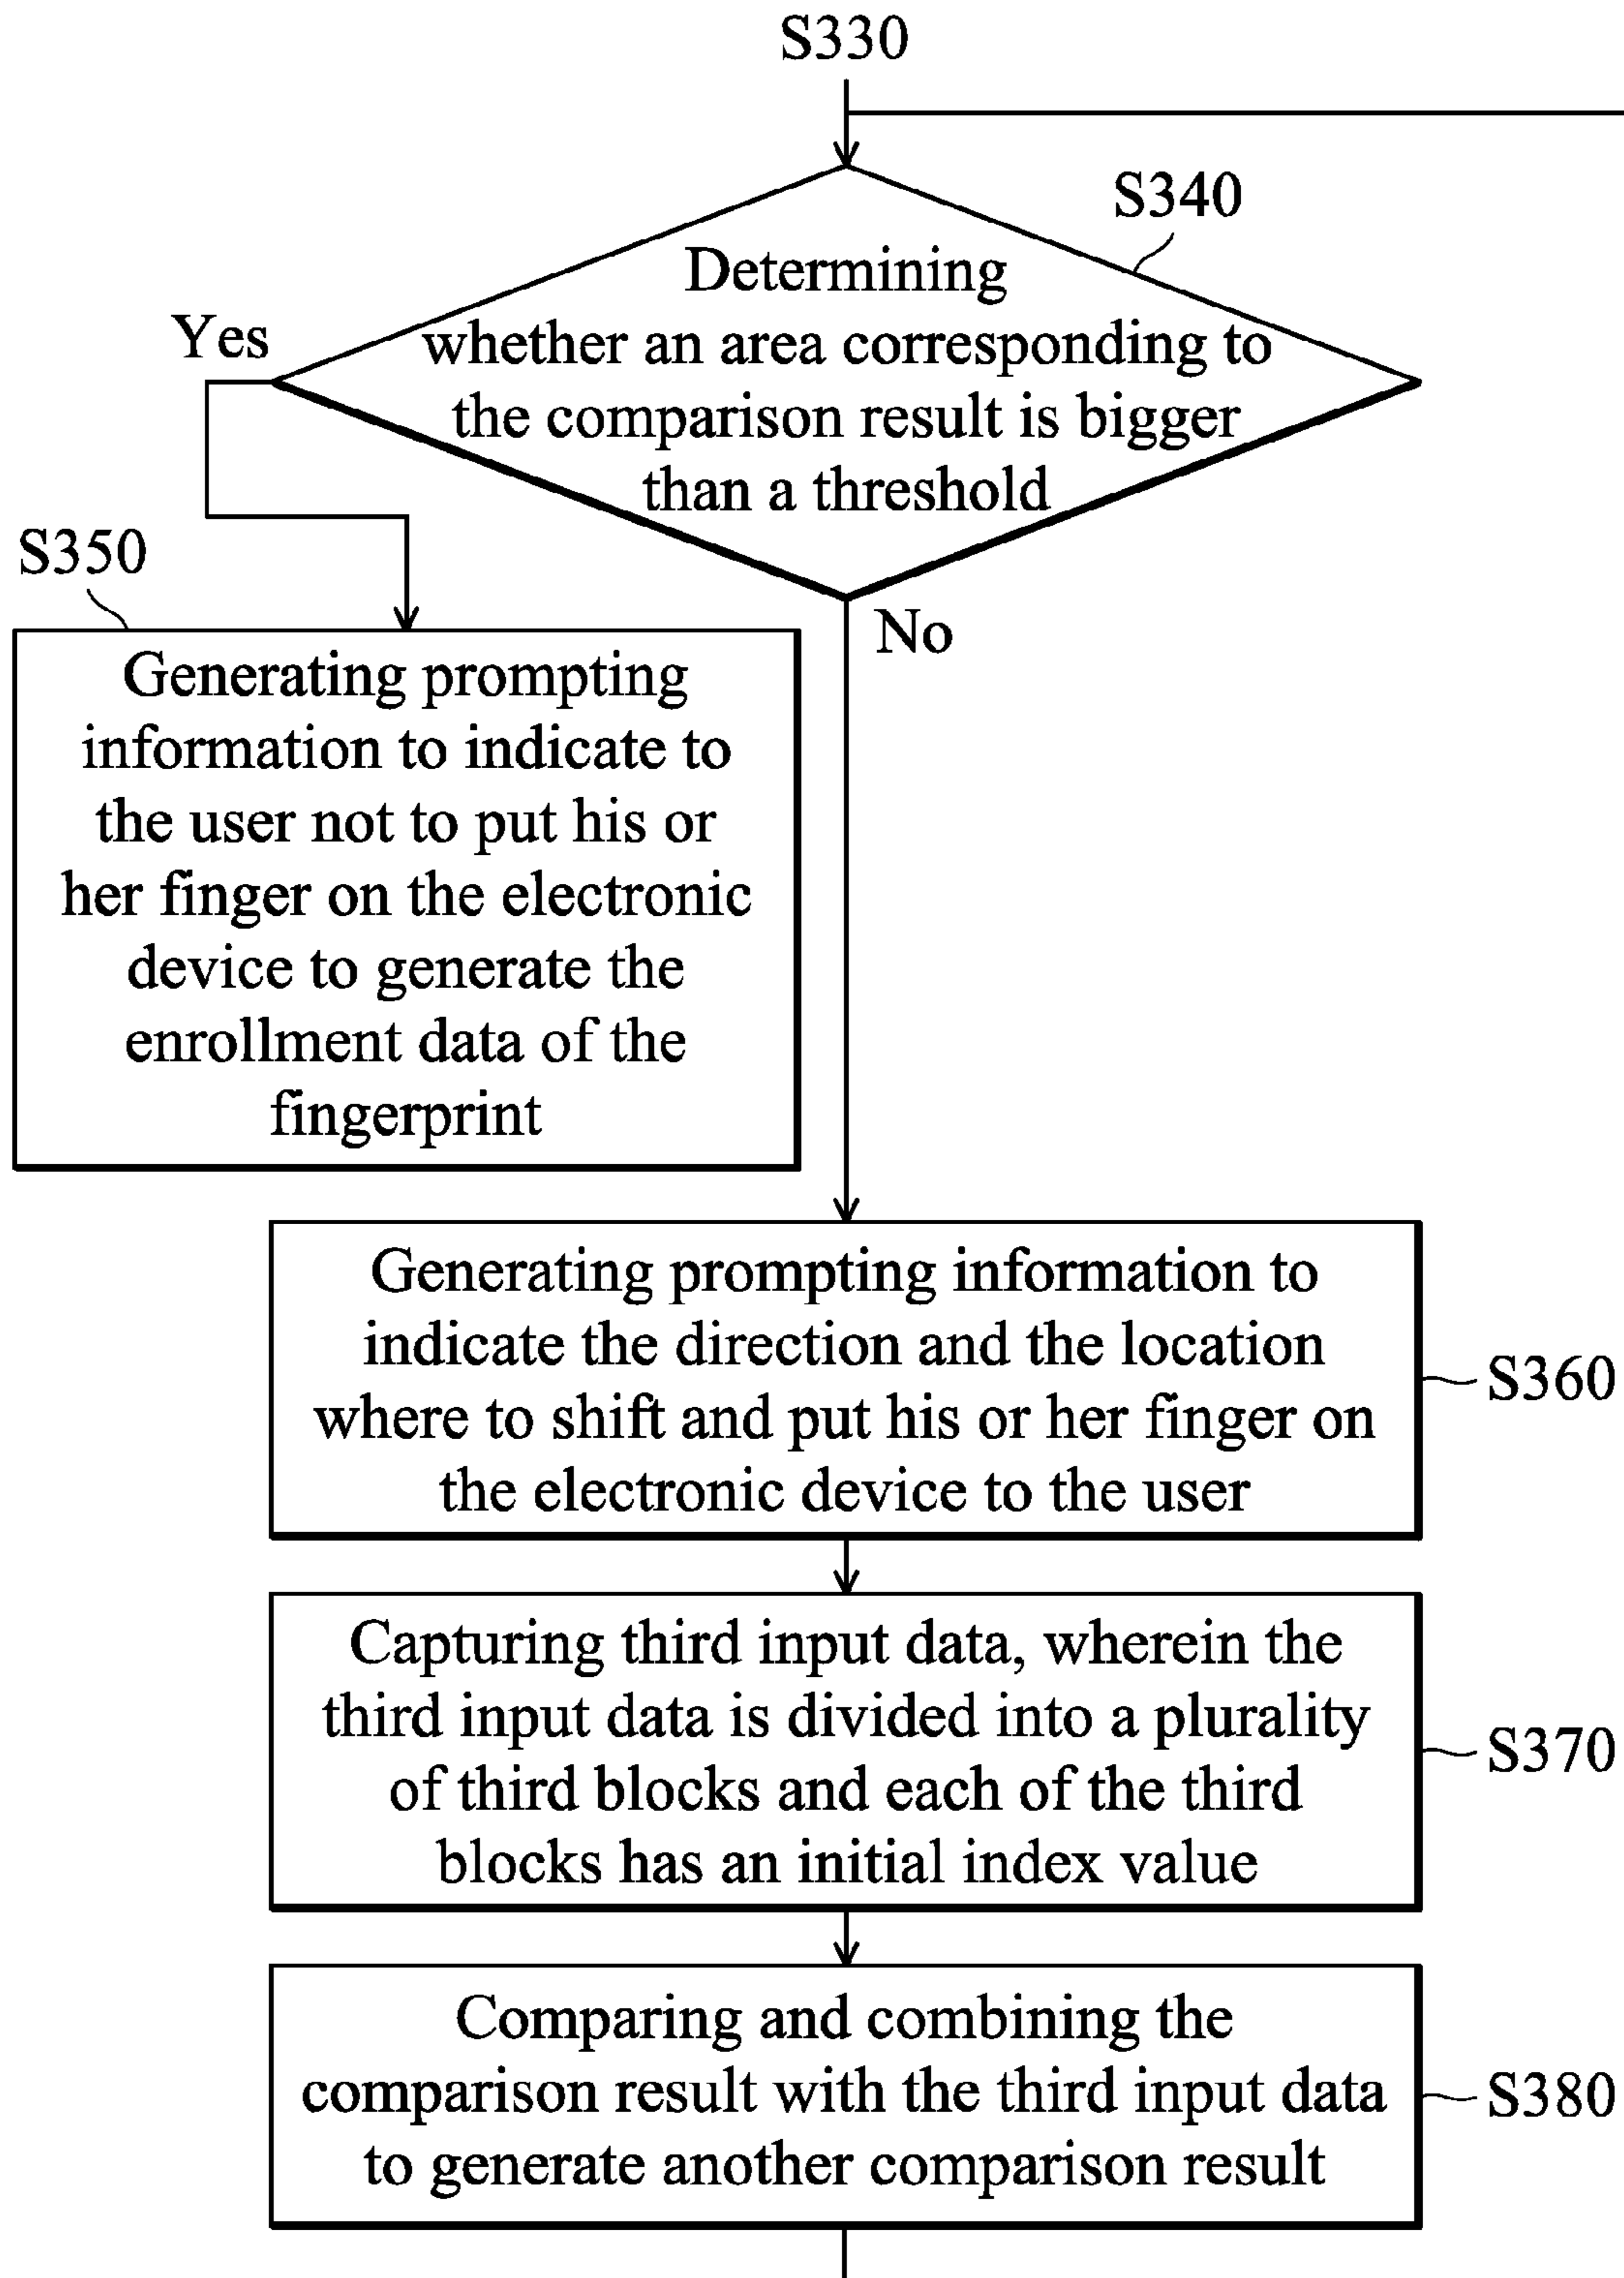 S330
S340
Determining
whether an area corresponding to
the comparison result is bigger
than a threshold
Yes
No
S350
Generating prompting
information to indicate to
the user not to put his or
her finger on the electronic
device to generate the
enrollment data of the
fingerprint
Generating prompting information to
indicate the direction and the location
where to shift and put his or her finger on
the electronic device to the user
S360
Capturing third input data, wherein the
third input data is divided into a plurality
of third blocks and each of the third
blocks has an initial index value
S370
Comparing and combining the
comparison result with the third input data
to generate another comparison result
S380